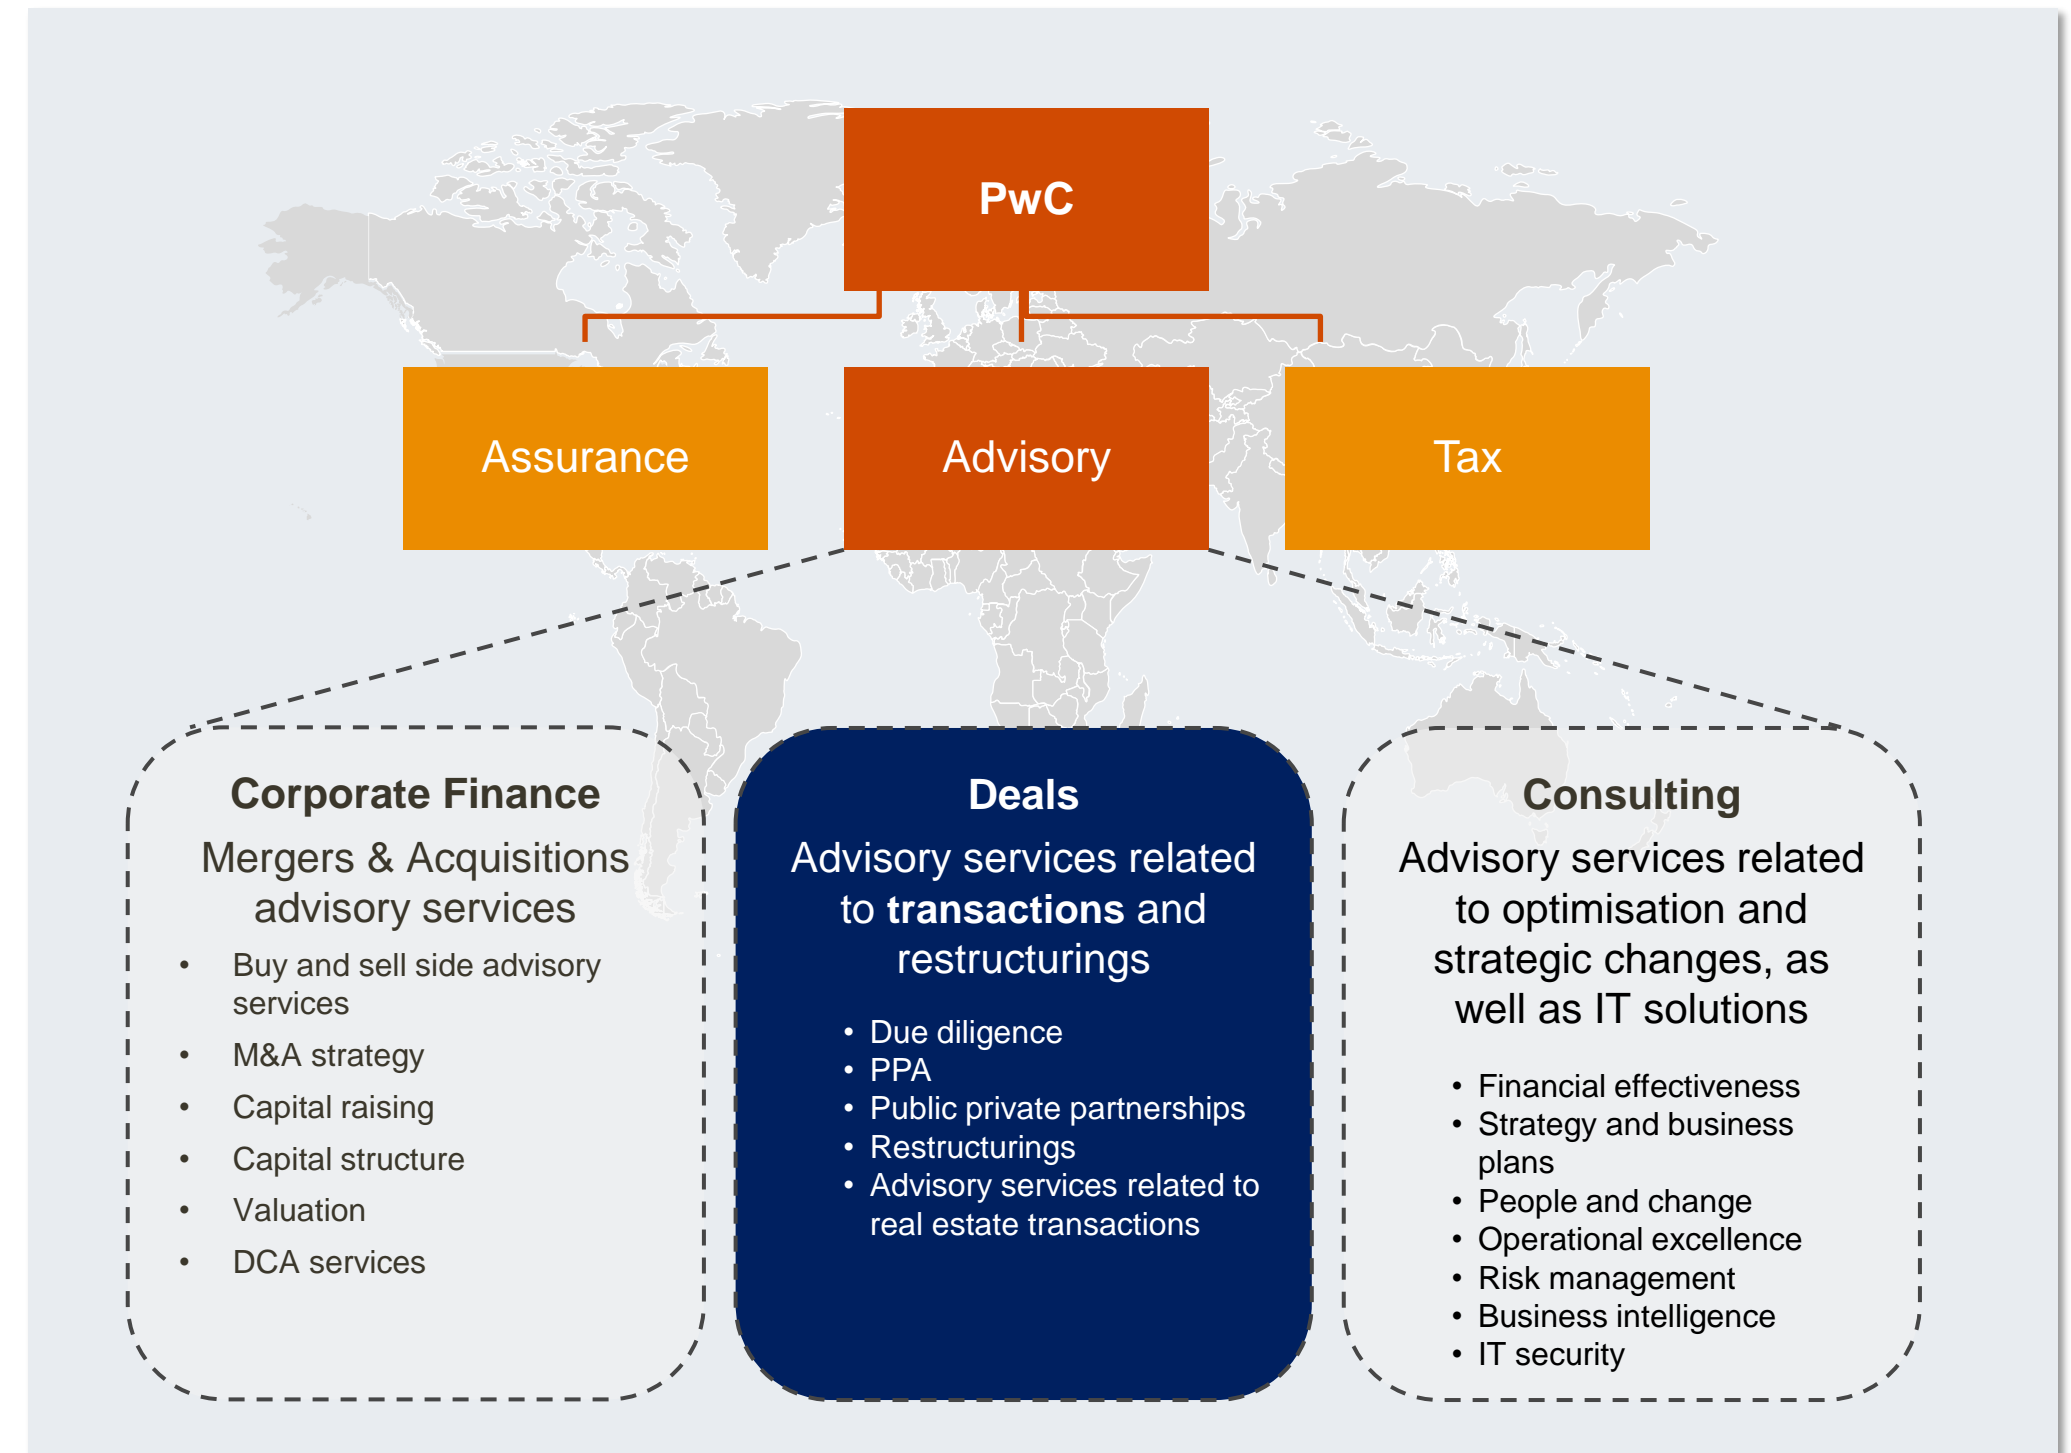 PwC
Assurance
Advisory
Tax
Corporate Finance
Mergers & Acquisitions
advisory services
• Buy and sell side advisory
services
• M&A strategy
• Capital raising
• Capital structure
• Valuation
• DCA services
Deals
Advisory services related
to transactions and
restructurings
• Due diligence
• PPA
• Public private partnerships
• Restructurings
• Advisory services related to
real estate transactions
Consulting
Advisory services related
to optimisation and
strategic changes, as
well as IT solutions
• Financial effectiveness
• Strategy and business
plans
• People and change
• Operational excellence
• Risk management
• Business intelligence
• IT security